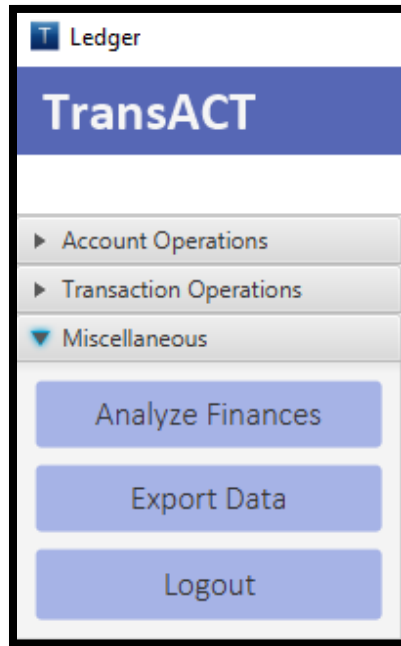 T Ledger
TransACT
Account Operations
Transaction Operations
Miscellaneous
Analyze Finances
Export Data
Logout